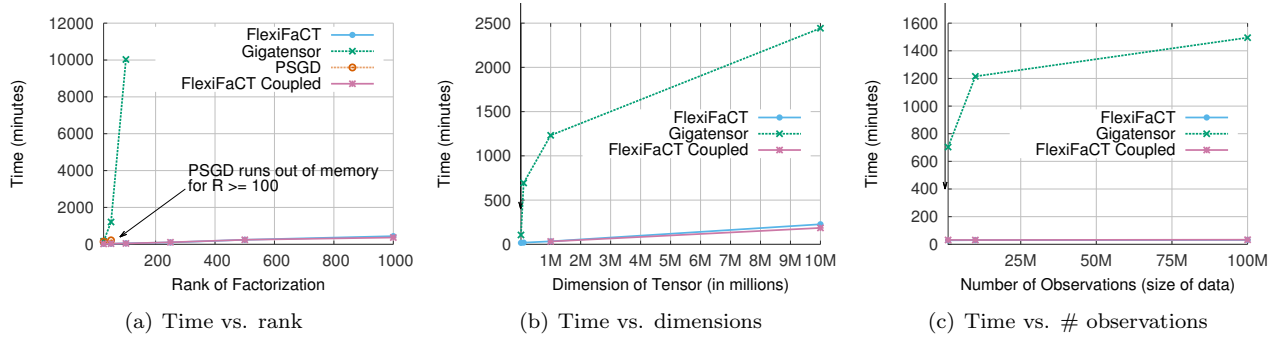 12000
10000
8000
6000
4000
2000
0
200 400 600 800 1000
Time (minutes)
Rank of Factorization
FlexiFaCT
Gigatensor
PSGD
FlexiFaCT Coupled
PSGD runs out of memory
for R >= 100
(a) Time vs. rank
2500
2000
1500
1000
500
0
1M 2M 3M 4M 5M 6M 7M 8M 9M 10M
Time (minutes)
Dimension of Tensor (in millions)
FlexiFaCT
Gigatensor
FlexiFaCT Coupled
(b) Time vs. dimensions
1600
1400
1200
1000
800
600
400
200
0
25M 50M 75M 100M
Time (minutes)
Number of Observations (size of data)
FlexiFaCT
Gigatensor
FlexiFaCT Coupled
(c) Time vs. # observations